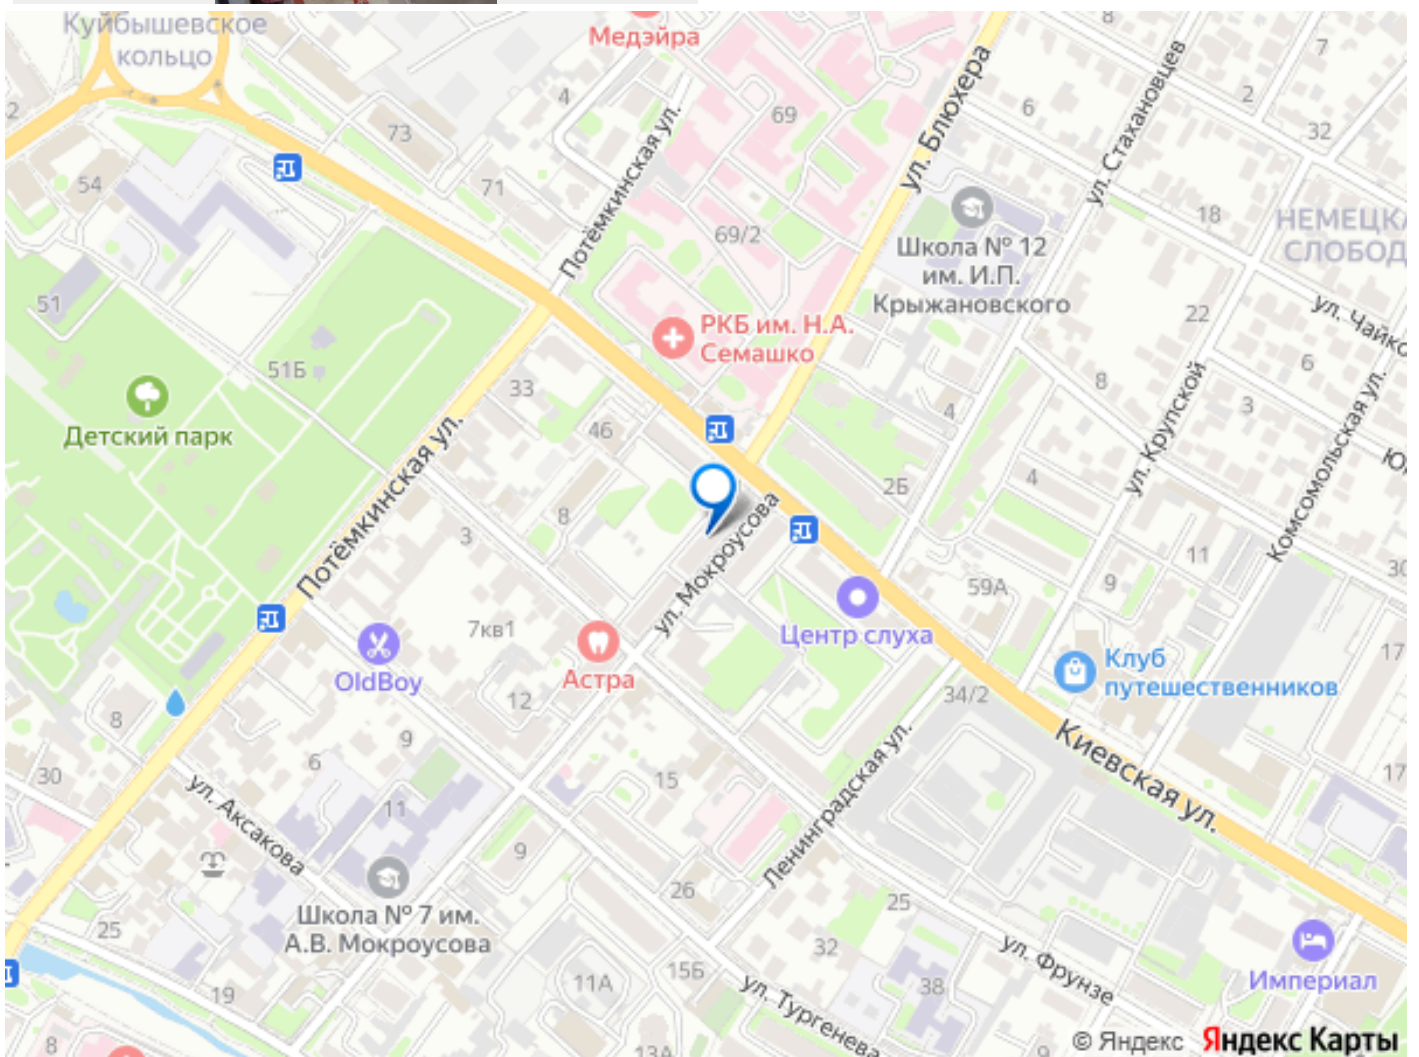 Куйбышевское
кольцо
Медэйра
8
7
2
6
4
2
69
32
73
ул. Блюхера
ул. Стахановцев
Потёмкинская ул.
54
71
Школа № 12
им. И.П.
Крыжановского
18
НЕМЕЦКА
СЛОБОД
69/2
51
22
ул. Чайко
РКБ им. Н.А.
Семашко
51Б
33
8
6
3
Детский парк
46
4
ул. Крупской
Комсомольская ул.
Ю
Потёмкинская ул.
2Б
4
8
3
ул. Мокроусова
11
59А
9
30
Центр слуха
7кв1
OldBoy
Астра
Клуб
путешественников
17
12
34/2
8
9
Киевская ул.
6
30
15
17
ул. Аксакова
11
Ленинградская ул.
9
26
25
Школа № 7 им.
А.В. Мокроусова
25
32
ул. Фрунзе
Империал
11А
15Б
38
19
ул. Тургенева
8
13А
9
© Яндекс Яндекс Карты